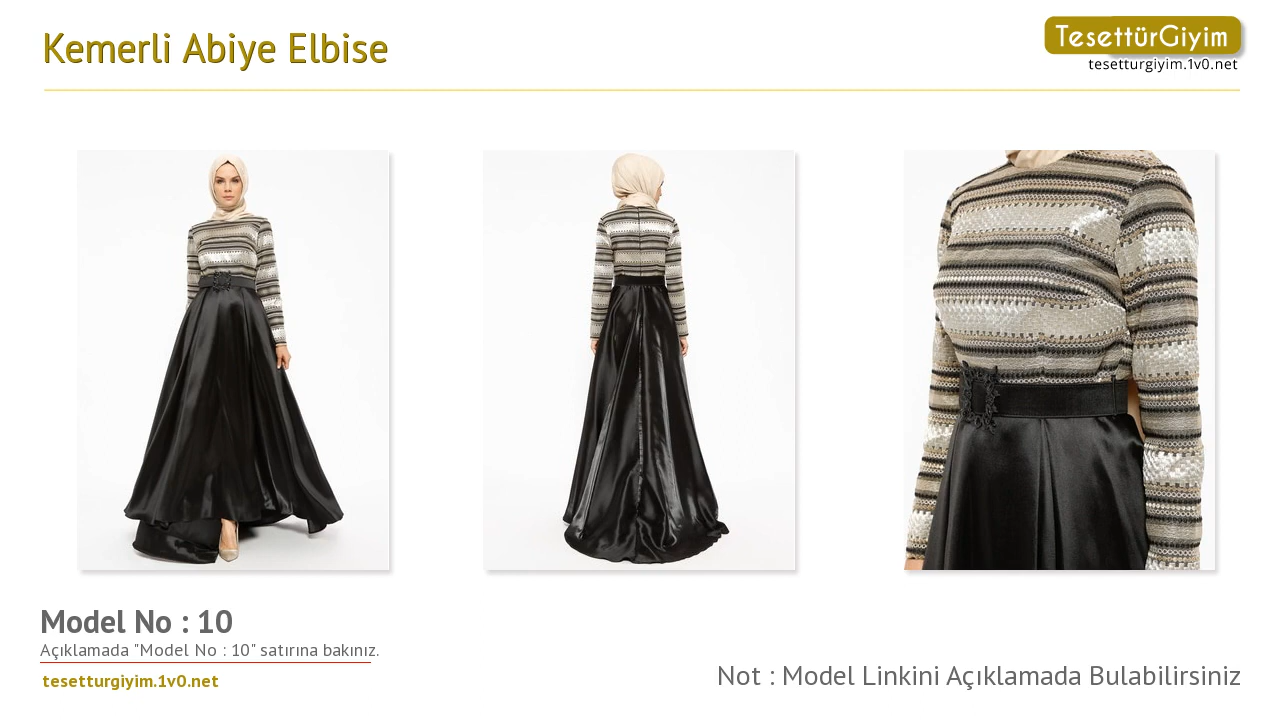 Kemerli Abiye Elbise
TesettürGiyim
tesetturgiyim.1v0.net
Model No : 10
Açıklamada "Model No : 10" satırına bakınız.
tesetturgiyim.1v0.net
Not : Model Linkini Açıklamada Bulabilirsiniz